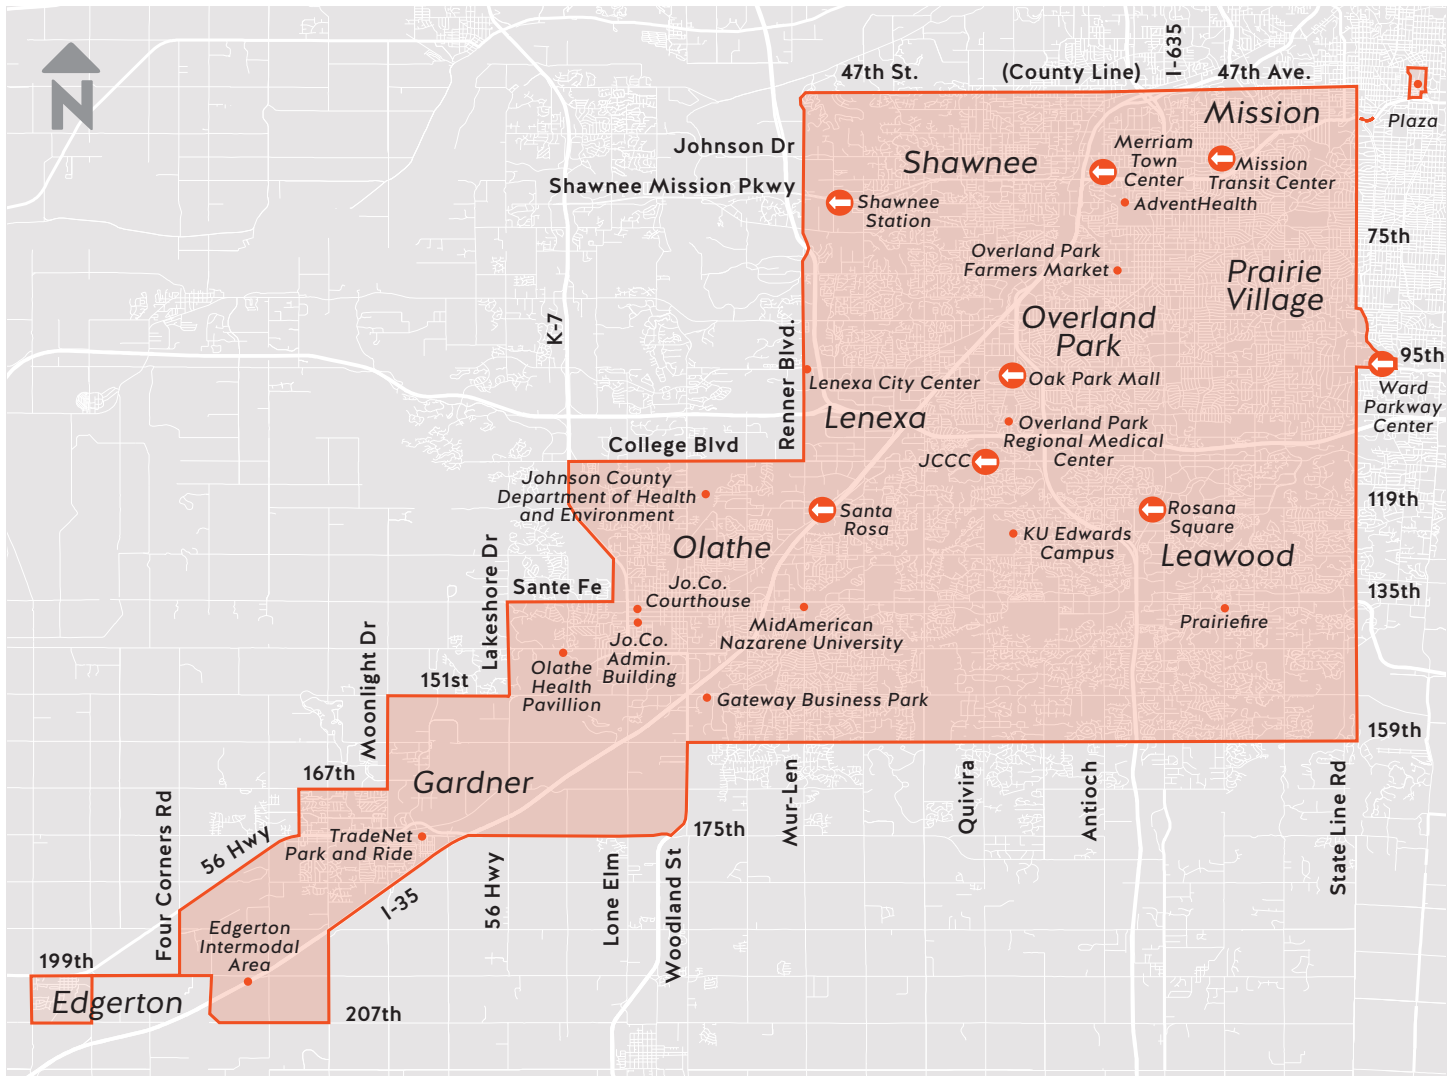 N
47th St.
(County Line)
I-635
47th Ave.
Plaza
Mission
Johnson Dr
Shawnee Mission Pkwy
Shawnee
Merriam
Town
Center
Mission
Transit Center
Shawnee
Station
AdventHealth
75th
Overland Park
Farmers Market
Prairie
Village
K-7
Renner Blvd.
Overland
Park
95th
Ward
Parkway
Center
Lenexa City Center
Oak Park Mall
Lenexa
Overland Park
Regional Medical
Center
College Blvd
JCCC
Johnson County
Department of Health
and Environment
119th
Santa
Rosa
Rosana
Square
KU Edwards
Campus
Olathe
Leawood
Lakeshore Dr
Sante Fe
Jo.Co.
Courthouse
135th
Prairiefire
MidAmerican
Nazarene University
Jo.Co.
Admin.
Building
Olathe
Health
Pavillion
Moonlight Dr
151st
Gateway Business Park
159th
167th
Gardner
Mur-Len
Quivira
Antioch
State Line Rd
175th
Four Corners Rd
56 Hwy
TradeNet
Park and Ride
I-35
56 Hwy
Lone Elm
Woodland St
Edgerton
Intermodal
Area
199th
Edgerton
207th